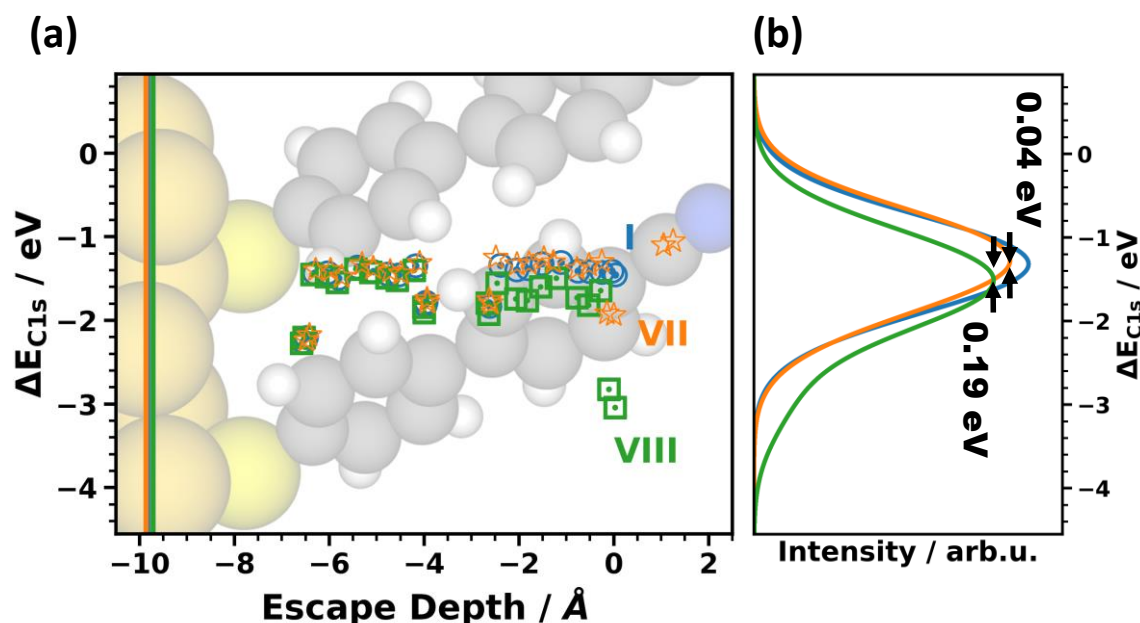 (a)
(b)
0
−1
−2
−3
−4
ΔE_C1s / eV
−10
−8
−6
−4
−2
0
2
Escape Depth / Å
I
VII
VIII
0.04 eV
0.19 eV
0
−1
−2
−3
−4
ΔE_C1s / eV
Intensity / arb.u.